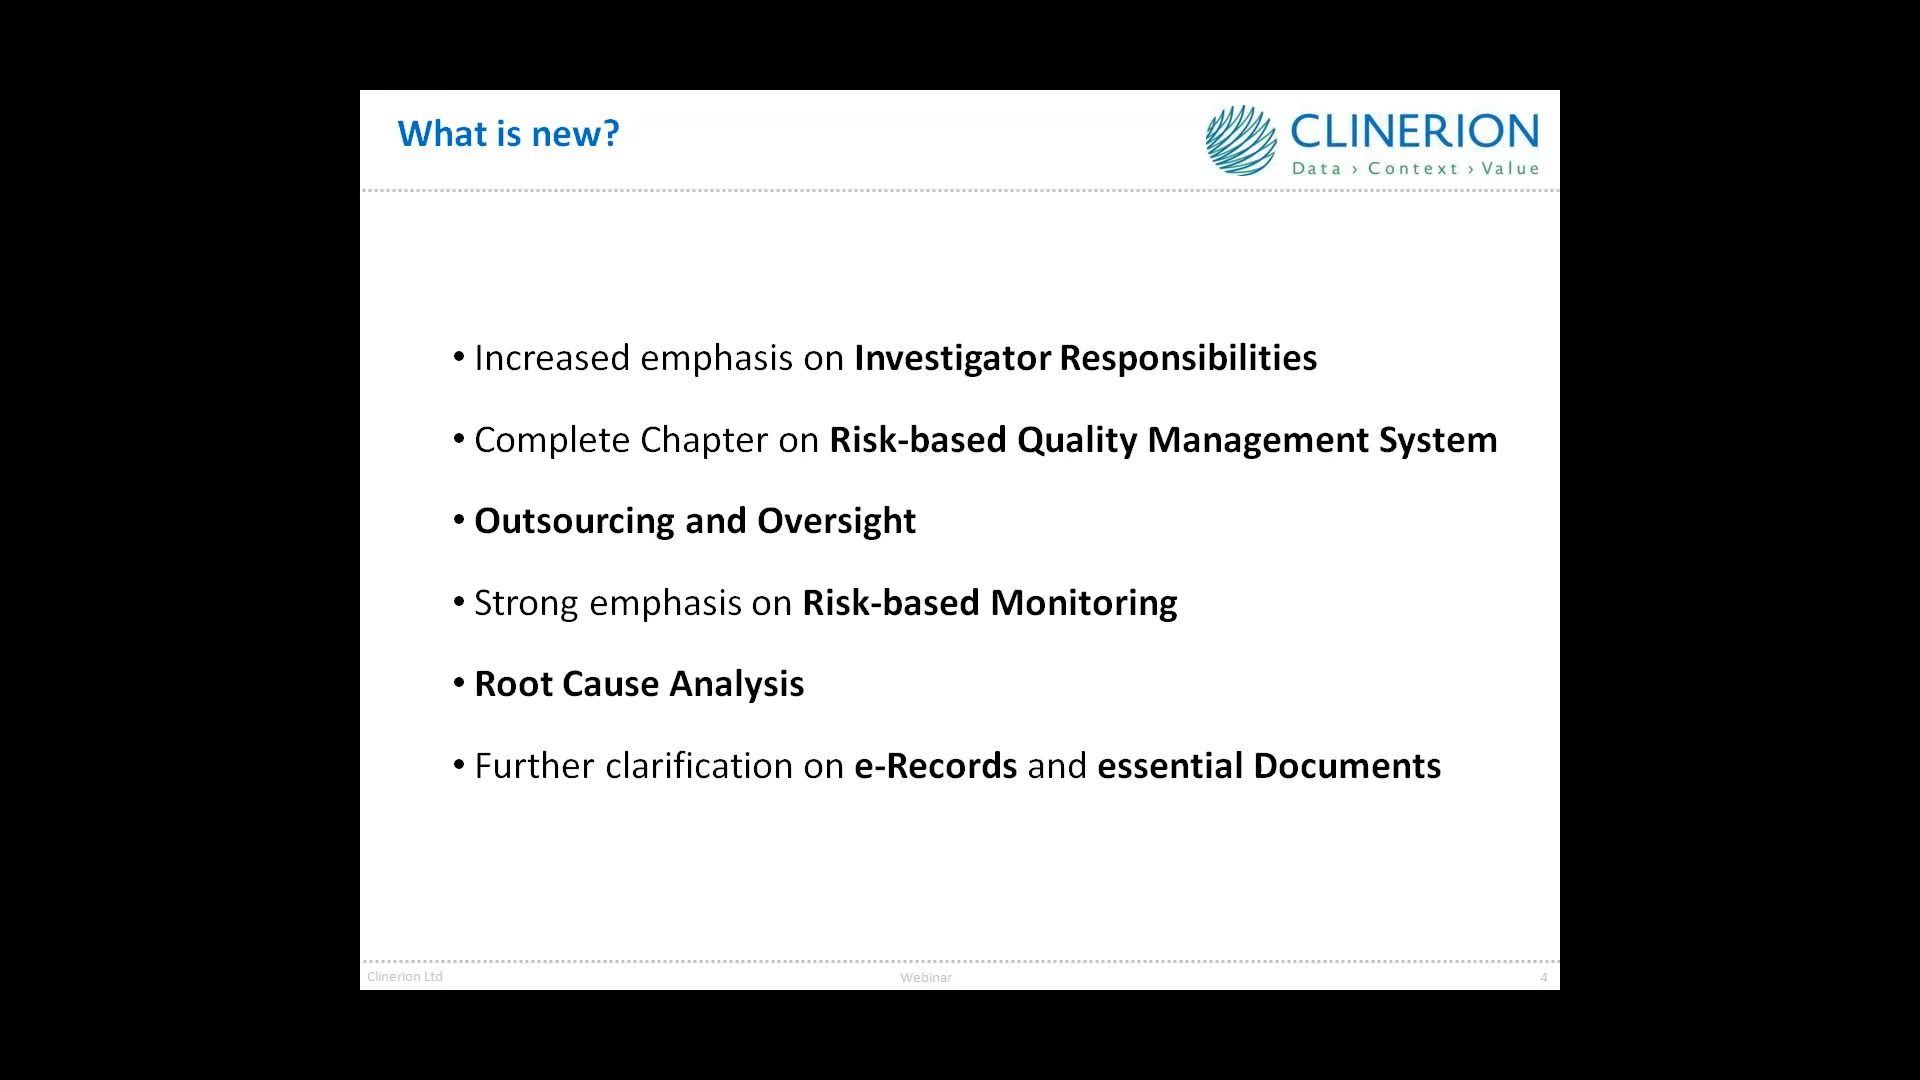 What is new?
CLINERION
Data › Context › Value
• Increased emphasis on Investigator Responsibilities
• Complete Chapter on Risk-based Quality Management System
• Outsourcing and Oversight
• Strong emphasis on Risk-based Monitoring
• Root Cause Analysis
• Further clarification on e-Records and essential Documents
Clinerion Ltd
Webinar
4